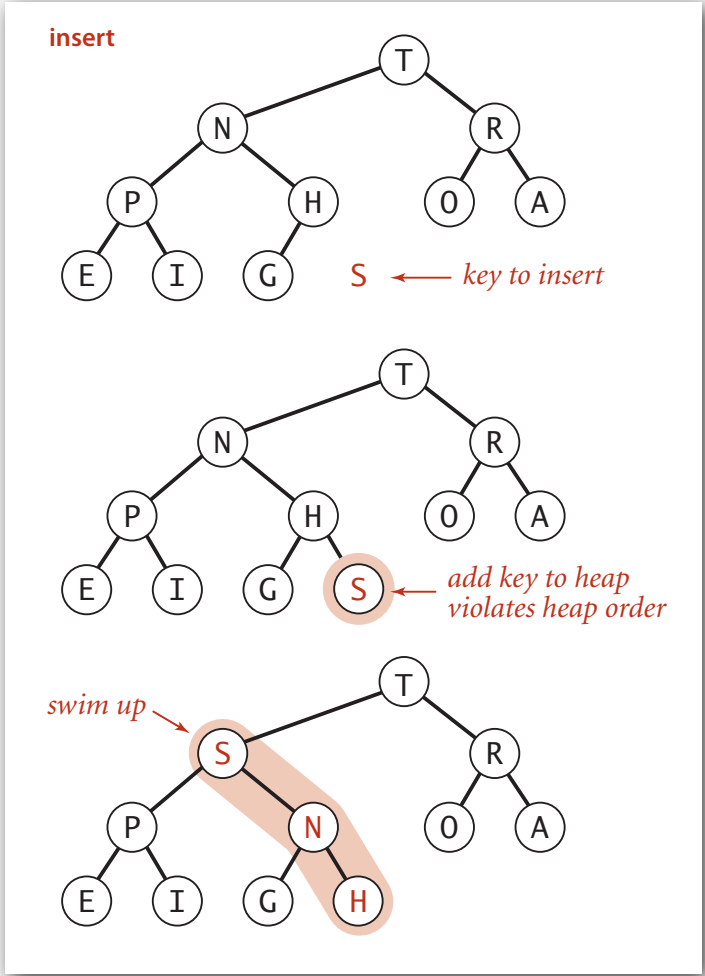 insert
T
N R
P H O A
E I G S key to insert
T
N R
P H O A
E I G S add key to heap
violates heap order
T
swim up
S R
P N O A
E I G H